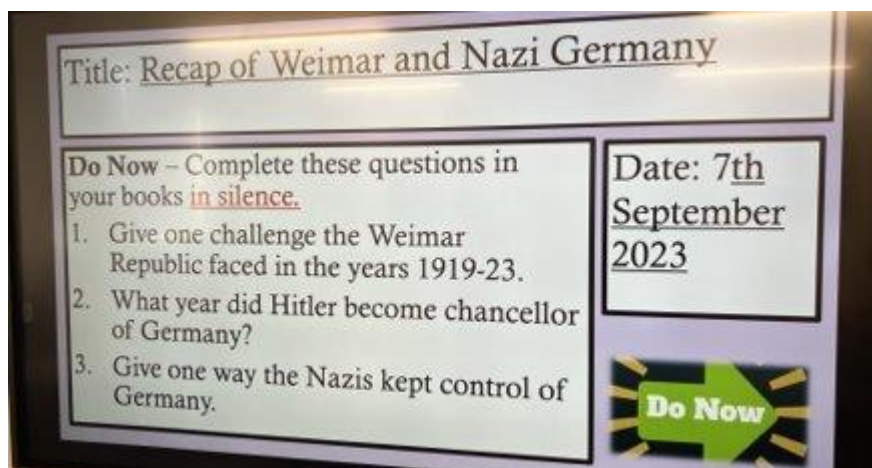 Title: Recap of Weimar and Nazi Germany
Do Now – Complete these questions in
your books in silence.
1. Give one challenge the Weimar
Republic faced in the years 1919-23.
2. What year did Hitler become chancellor
of Germany?
3. Give one way the Nazis kept control of
Germany.
Date: 7th
September
2023
Do Now